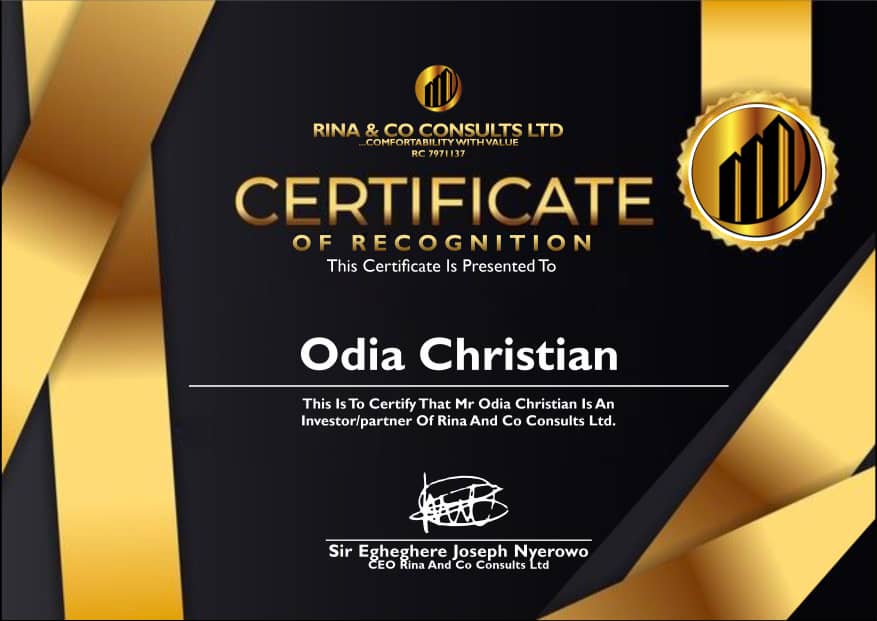 RINA & CO CONSULTS LTD
...COMFORTABILITY WITH VALUE
RC 7971137
CERTIFICATE
OF RECOGNITION
This Certificate Is Presented To
Odia Christian
This Is To Certify That Mr Odia Christian Is An
Investor/partner Of Rina And Co Consults Ltd.
Sir Egheghere Joseph Nyerowo
CEO Rina And Co Consults Ltd